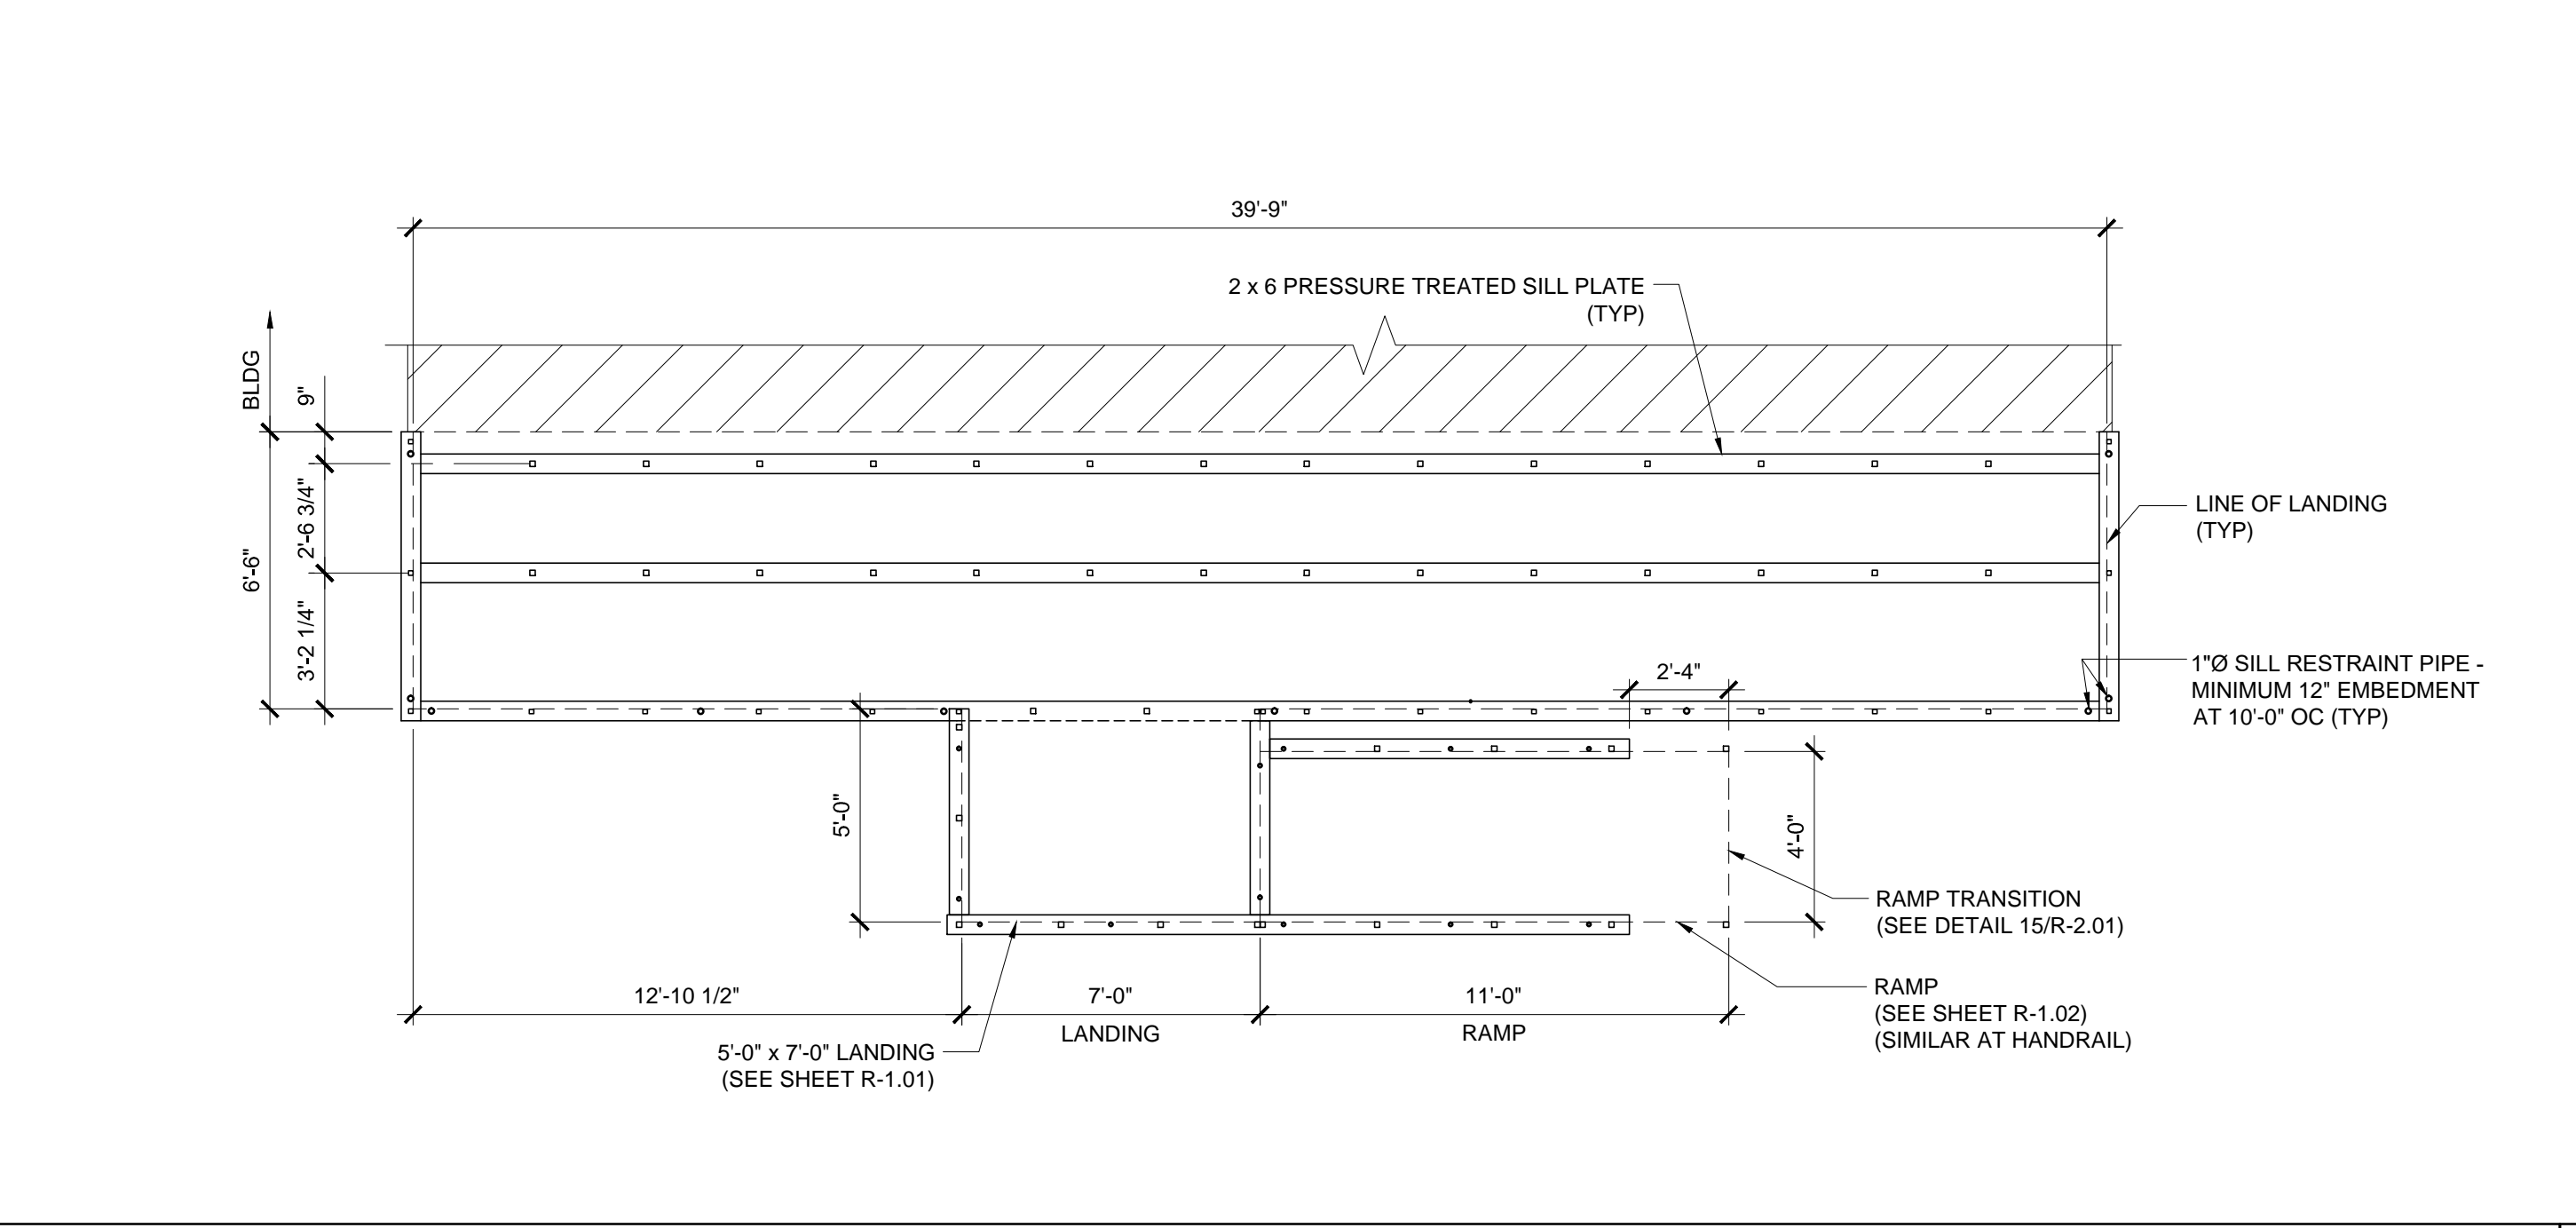 39'-9"
2 x 6 PRESSURE TREATED SILL PLATE
(TYP)
BLDG
9"
2'-6 3/4"
6'-6"
3'-2 1/4"
LINE OF LANDING
(TYP)
2'-4"
1"Ø SILL RESTRAINT PIPE -
MINIMUM 12" EMBEDMENT
AT 10'-0" OC (TYP)
5'-0"
4'-0"
RAMP TRANSITION
(SEE DETAIL 15/R-2.01)
12'-10 1/2"
7'-0"
LANDING
11'-0"
RAMP
RAMP
(SEE SHEET R-1.02)
(SIMILAR AT HANDRAIL)
5'-0" x 7'-0" LANDING
(SEE SHEET R-1.01)